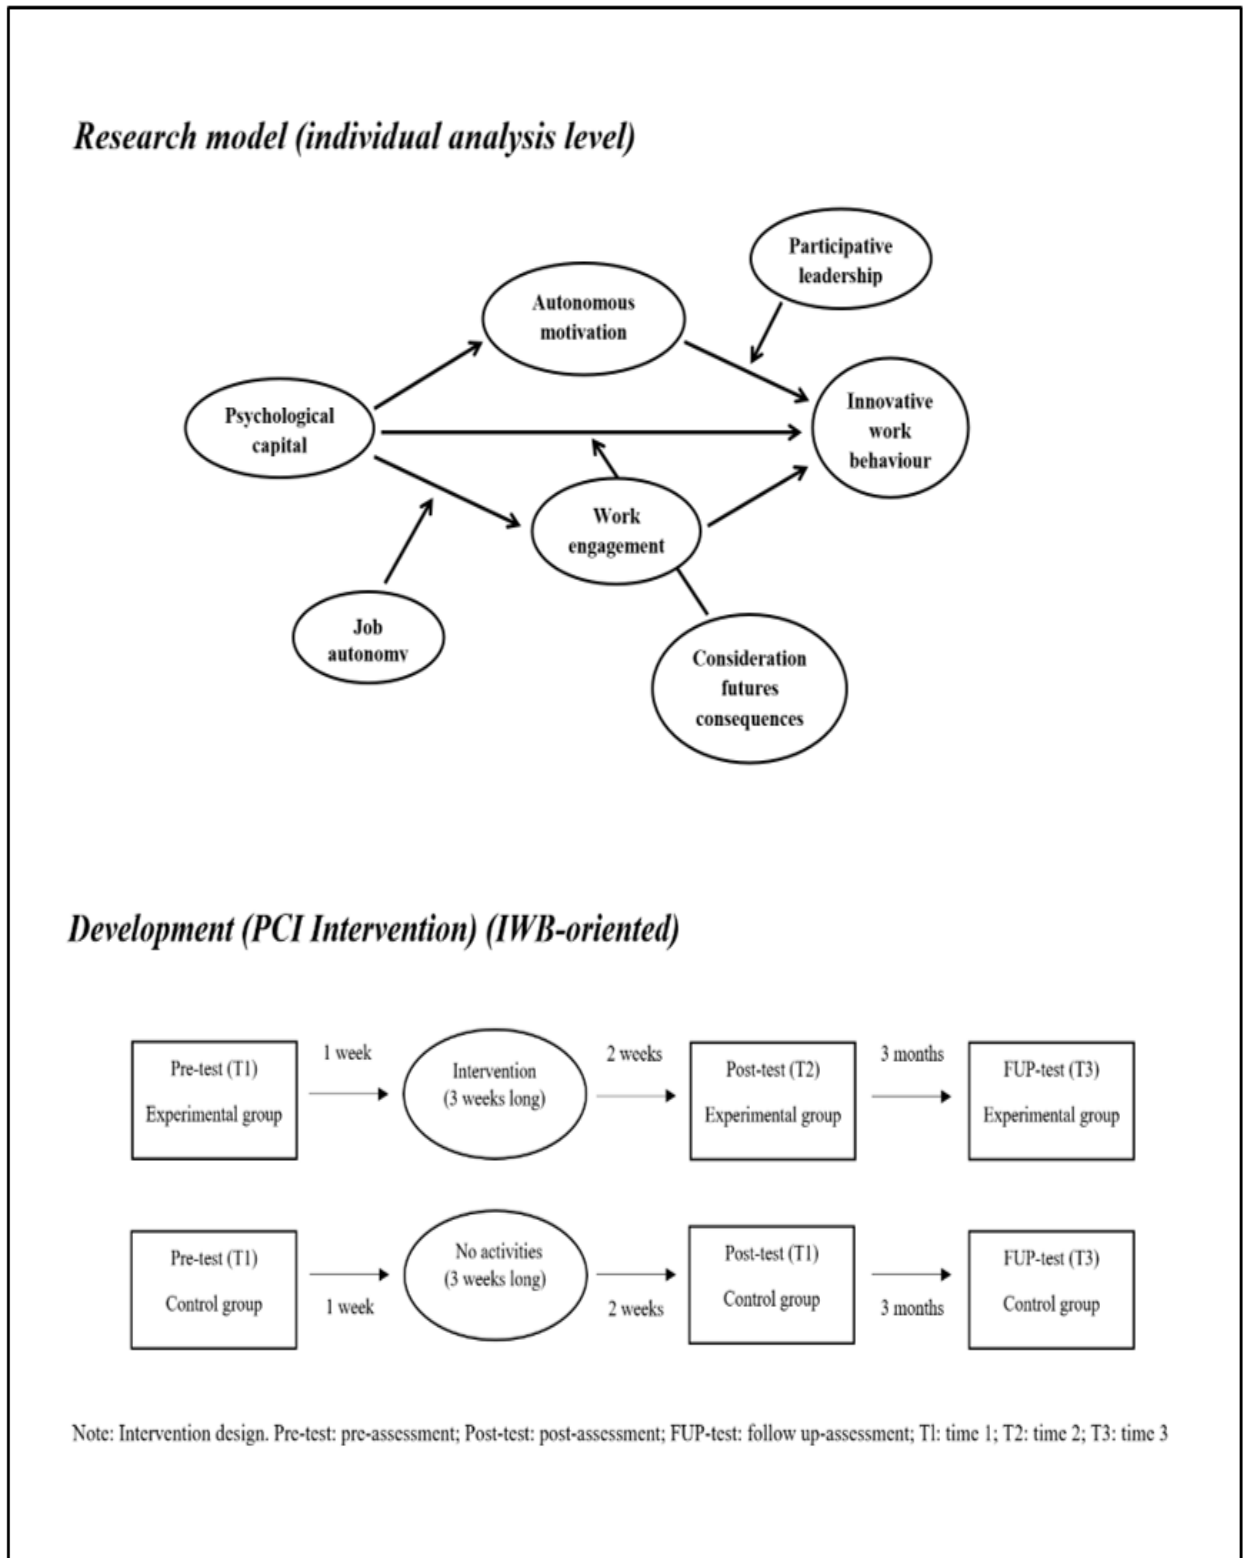 Research model (individual analysis level)
Participative
leadership
Autonomous
motivation
Psychological
capital
Innovative
work
behaviour
Work
engagement
Job
autonomy
Consideration
futures
consequences
Development (PCI Intervention) (IWB-oriented)
Pre-test (T1)
Experimental group
1 week
Intervention
(3 weeks long)
2 weeks
Post-test (T2)
Experimental group
3 months
FUP-test (T3)
Experimental group
Pre-test (T1)
Control group
1 week
No activities
(3 weeks long)
2 weeks
Post-test (T1)
Control group
3 months
FUP-test (T3)
Control group
Note: Intervention design. Pre-test: pre-assessment; Post-test: post-assessment; FUP-test: follow up-assessment; Tl: time 1; T2: time 2; T3: time 3